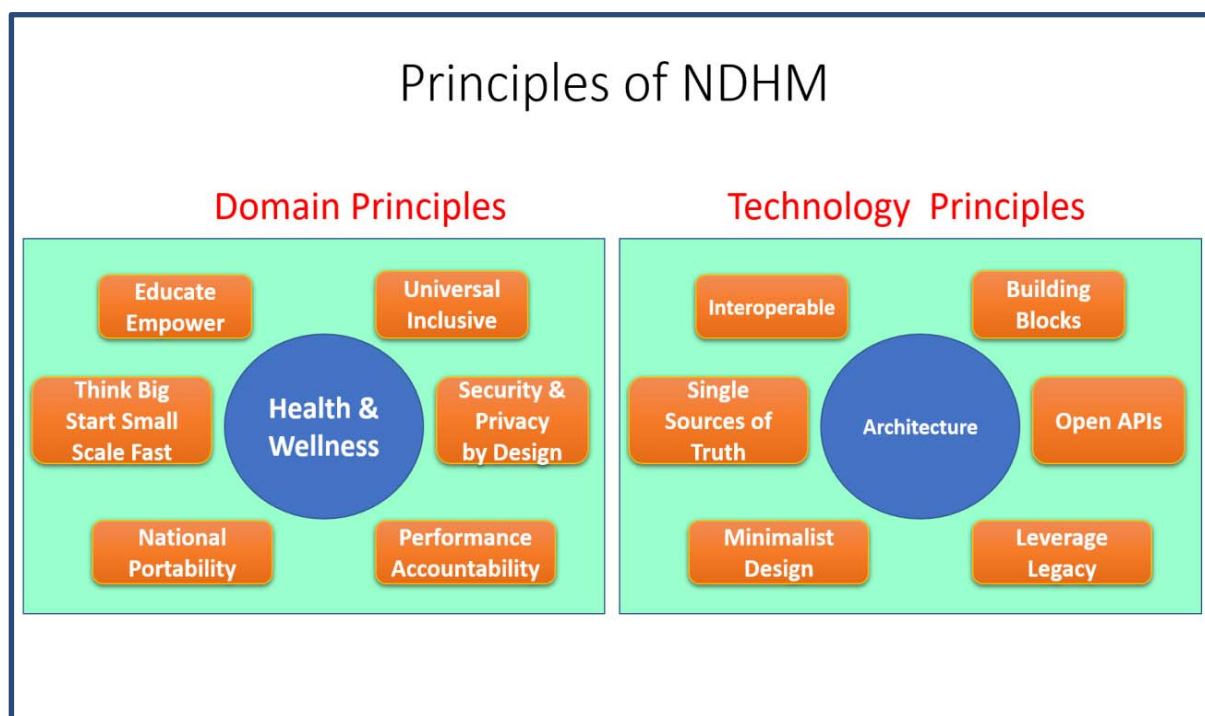 Principles of NDHM
Domain Principles
Educate
Empower
Universal
Inclusive
Think Big
Start Small
Scale Fast
Health &
Wellness
Security &
Privacy
by Design
National
Portability
Performance
Accountability
Technology Principles
Interoperable
Building
Blocks
Single
Sources of
Truth
Architecture
Open APIs
Minimalist
Design
Leverage
Legacy